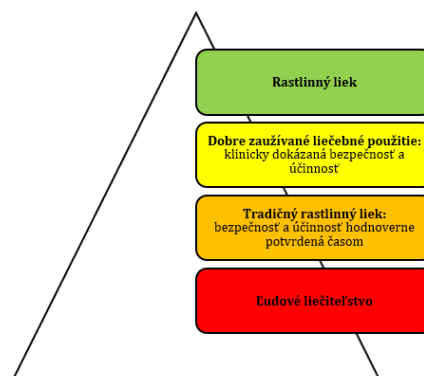 Rastlinný liek
Dobre zaužívané liečebné použitie:
klinicky dokázaná bezpečnosť a
účinnosť
Tradičný rastlinný liek:
bezpečnosť a účinnosť hodnoverne
potvrdená časom
Ľudové liečiteľstvo